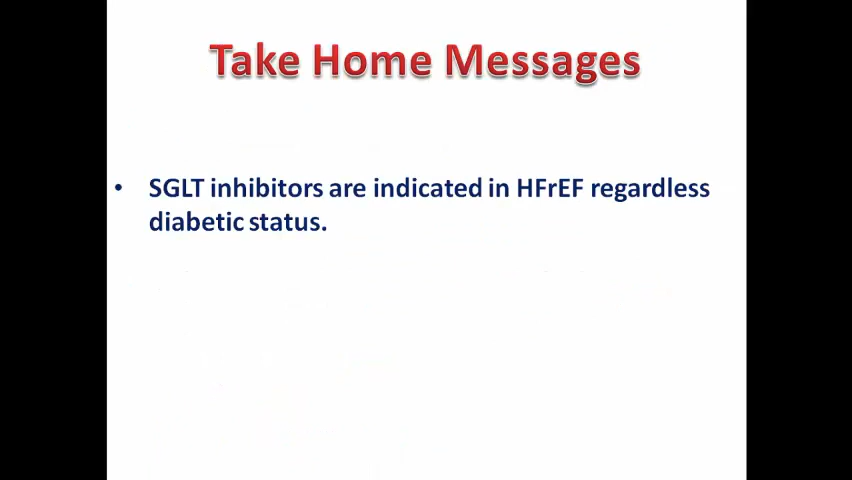 Take Home Messages
• SGLT inhibitors are indicated in HFrEF regardless
diabetic status.